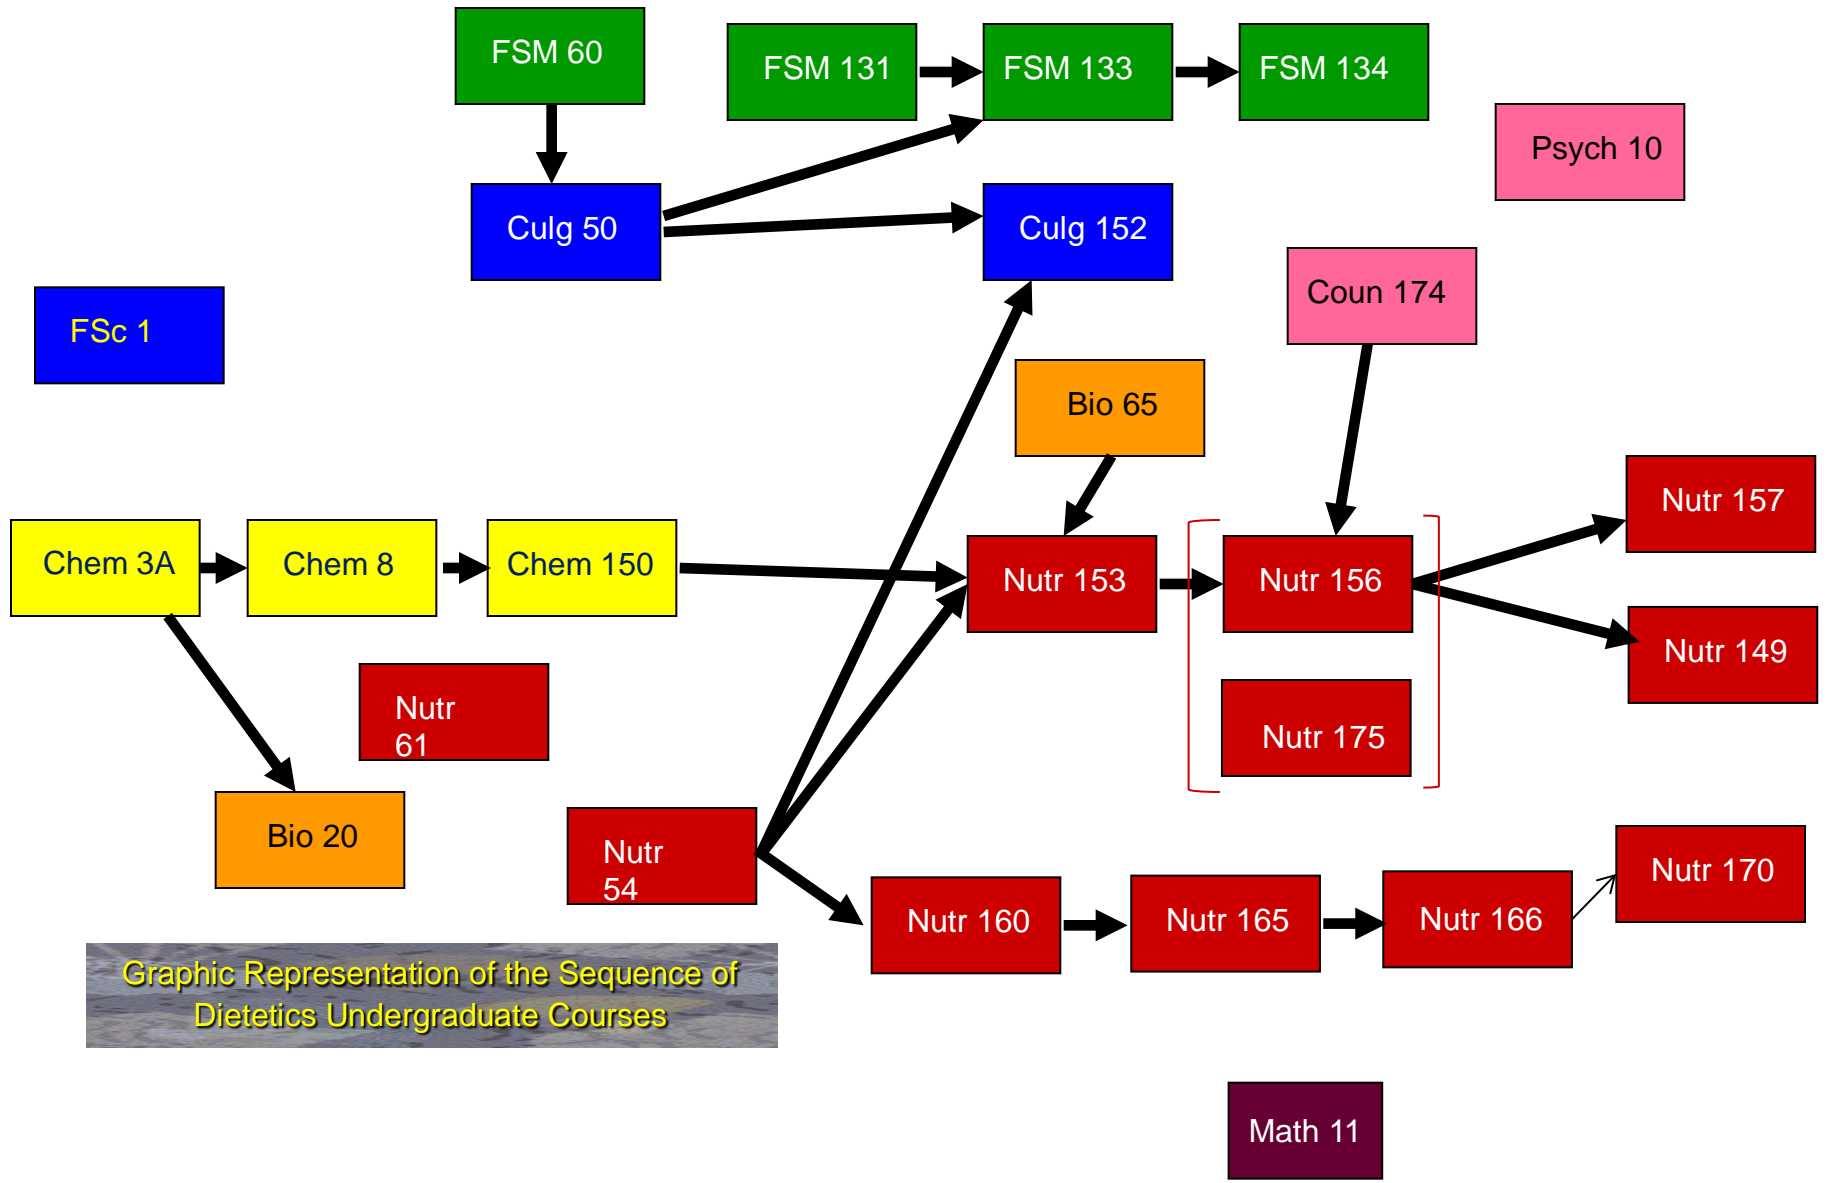 FSM 60
FSM 131
FSM 133
FSM 134
Psych 10
Culg 50
Culg 152
Coun 174
FSc 1
Bio 65
Nutr 157
Chem 3A
Chem 8
Chem 150
Nutr 153
Nutr 156
Nutr 149
Nutr
61
Nutr 175
Bio 20
Nutr
54
Nutr 160
Nutr 165
Nutr 166
Nutr 170
Graphic Representation of the Sequence of
Dietetics Undergraduate Courses
Math 11